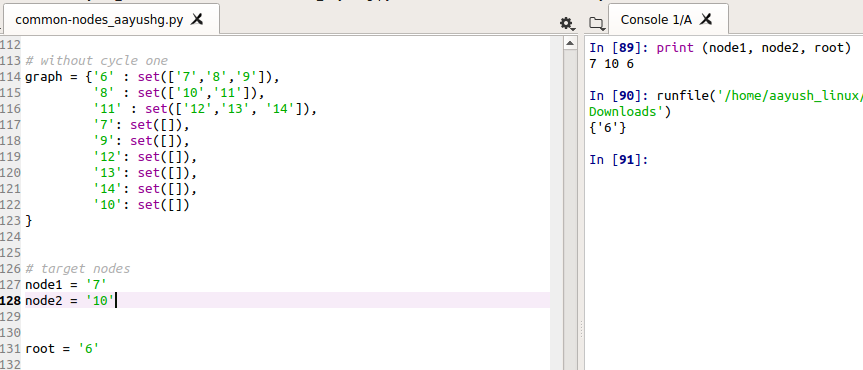 common-nodes_aayushg.py
112
113 # without cycle one
114 graph = {'6' : set(['7','8','9']),
115 '8' : set(['10','11']),
116 '11' : set(['12','13', '14']),
117 '7': set([]),
118 '9': set([]),
119 '12': set([]),
120 '13': set([]),
121 '14': set([]),
122 '10': set([])
123 }
124
125
126 # target nodes
127 node1 = '7'
128 node2 = '10'
129
130
131 root = '6'
132
Console 1/A
In [89]: print (node1, node2, root)
7 10 6
In [90]: runfile('/home/aayush_linux/
Downloads')
{'6'}
In [91]: